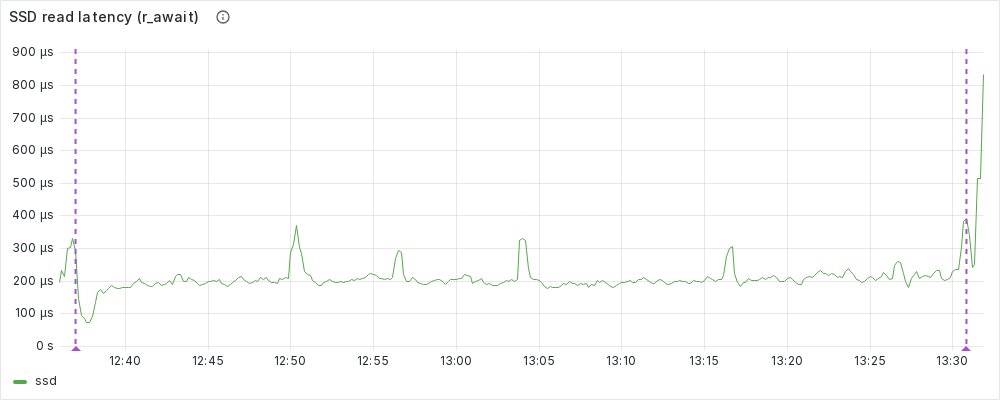 SSD read latency (r_await)
900 µs
800 µs
700 µs
600 µs
500 µs
400 µs
300 µs
200 µs
100 µs
0 s
12:40 12:45 12:50 12:55 13:00 13:05 13:10 13:15 13:20 13:25 13:30
ssd